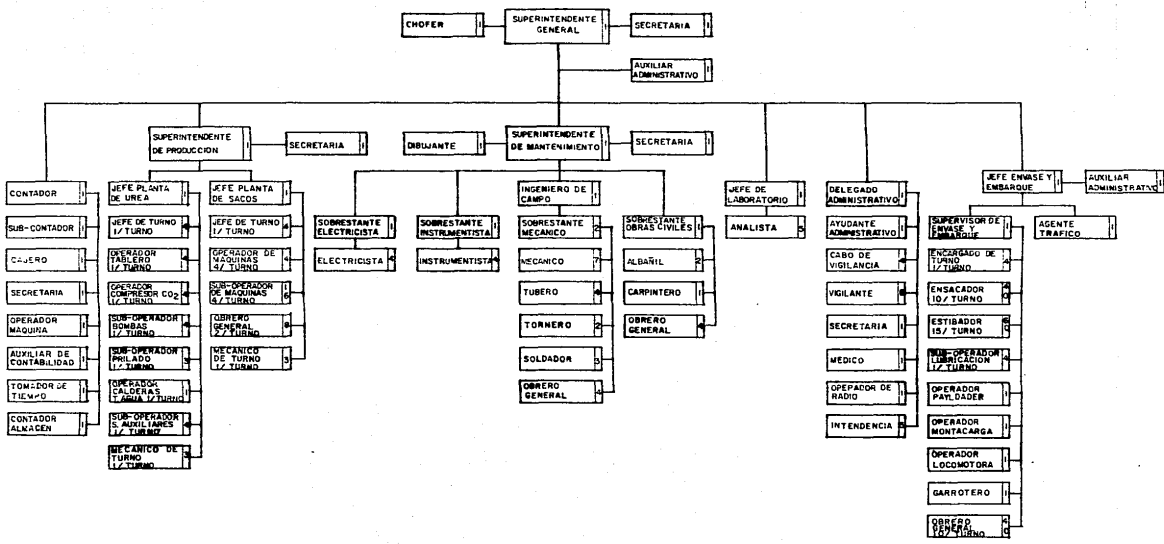 CHOFER 1
SUPERINTENDENTE 1
GENERAL
SECRETARIA 1
AUXILIAR 1
ADMINISTRATIVO
SUPERINTENDENTE 1
DE PRODUCCION
SECRETARIA 1
DIBUJANTE 1
SUPERINTENDENTE 1
DE MANTENIMIENTO
SECRETARIA 1
CONTADOR 1
SUB-CONTADOR 1
CAJERO 1
SECRETARIA 1
OPERADOR 1
MAQUINA
AUXILIAR DE 1
CONTABILIDAD
TOMADOR DE 1
TIEMPO
CONTADOR 1
ALMACEN
JEFE PLANTA 1
DE UREA
JEFE DE TURNO 4
1/ TURNO
OPERADOR 4
TABLERO
1/ TURNO
OPERADOR 4
COMPRESOR CO2
1/ TURNO
SUB-OPERADOR 4
BOMBAS
1/ TURNO
SUB-OPERADOR 3
PRILADO
1/ TURNO
OPERADOR
CALDERAS
T. AGUA 1/ TURNO
SUB-OPERADOR
S. AUXILIARES
1/ TURNO
MECANICO DE 3
TURNO
1/ TURNO
JEFE PLANTA 1
DE SACOS
JEFE DE TURNO 4
1/ TURNO
OPERADOR DE 4
MAQUINAS
4/ TURNO
SUB-OPERADOR 16
DE MAQUINAS
4/ TURNO
OBRERO 8
GENERAL
2/ TURNO
MECANICO 3
DE TURNO
1/ TURNO
SOBRESTANTE 1
ELECTRICISTA
ELECTRICISTA 4
SOBRESTANTE 1
INSTRUMENTISTA
INSTRUMENTISTA 4
INGENIERO DE 1
CAMPO
SOBRESTANTE 2
MECANICO
MECANICO 7
TUBERO
TORNERO 2
SOLDADOR 3
OBRERO 4
GENERAL
SOBRESTANTE 1
OBRAS CIVILES
ALBAÑIL 2
CARPINTERO 1
OBRERO
GENERAL
JEFE DE 1
LABORATORIO
ANALISTA 5
DELEGADO 1
ADMINISTRATIVO
AYUDANTE 1
ADMINISTRATIVO
CABO DE 4
VIGILANCIA
VIGILANTE 8
SECRETARIA 1
MEDICO 1
OPERADOR DE 1
RADIO
INTENDENCIA
JEFE ENVASE Y 1
EMBARQUE
AUXILIAR 1
ADMINISTRATIVO
SUPERVISOR DE 1
ENVASE Y
EMBARQUE
AGENTE 1
TRAFICO
ENCARGADO DE 4
TURNO
1/ TURNO
ENSACADOR 40
10/ TURNO
ESTIBADOR 60
15/ TURNO
SUB-OPERADOR 4
LUBRICACION
1/ TURNO
OPERADOR 1
PAYLOADER
OPERADOR 1
MONTACARGA
OPERADOR 1
LOCOMOTORA
GARROTERO 1
OBRERO 40
GENERAL
10/ TURNO